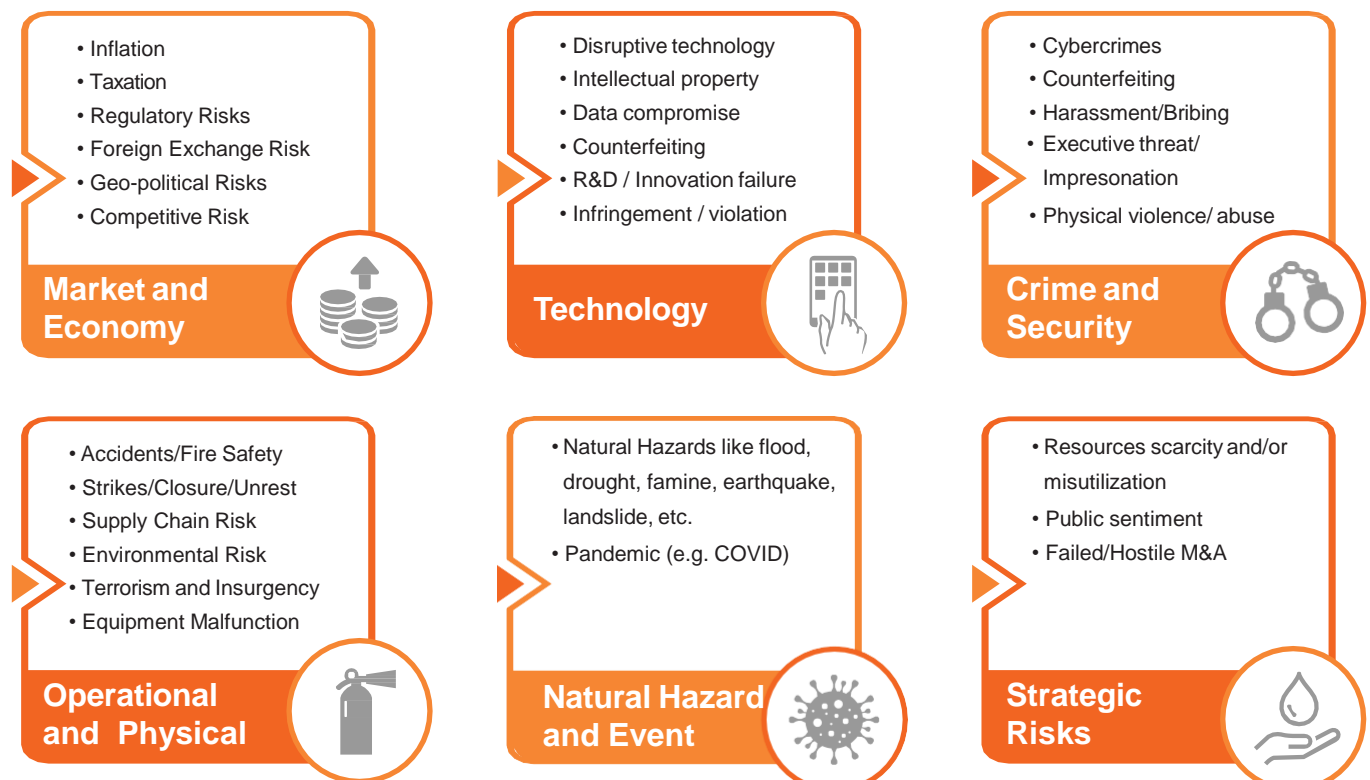 • Inflation
• Taxation
• Regulatory Risks
• Foreign Exchange Risk
• Geo-political Risks
• Competitive Risk
Market and
Economy
• Disruptive technology
• Intellectual property
• Data compromise
• Counterfeiting
• R&D / Innovation failure
• Infringement / violation
Technology
• Cybercrimes
• Counterfeiting
• Harassment/Bribing
• Executive threat/
Impresonation
• Physical violence/ abuse
Crime and
Security
• Accidents/Fire Safety
• Strikes/Closure/Unrest
• Supply Chain Risk
• Environmental Risk
• Terrorism and Insurgency
• Equipment Malfunction
Operational
and Physical
• Natural Hazards like flood,
drought, famine, earthquake,
landslide, etc.
• Pandemic (e.g. COVID)
Natural Hazard
and Event
• Resources scarcity and/or
misutilization
• Public sentiment
• Failed/Hostile M&A
Strategic
Risks